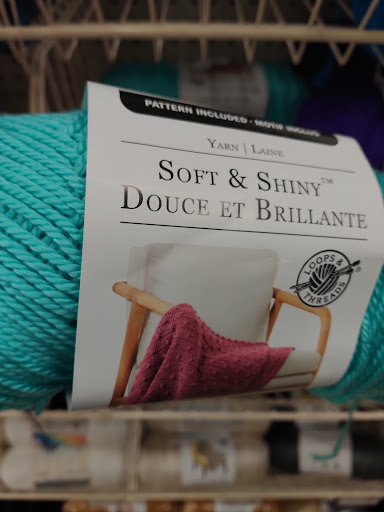 PATTERN INCLUDED · MOTIF INCLUS
YARN | LAINE
SOFT & SHINY™
DOUCE ET BRILLANTE
LOOPS &
THREADS®